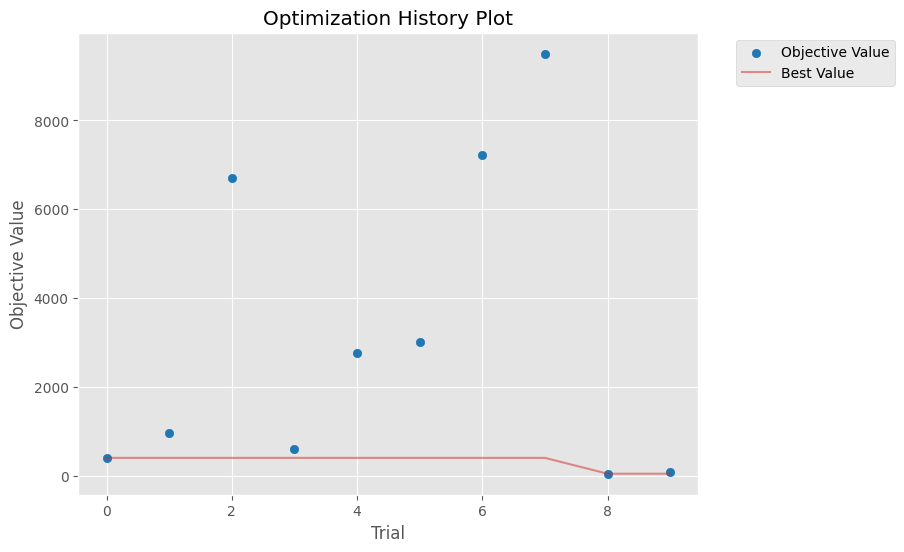 Optimization History Plot
Objective Value
Best Value
Objective Value
8000
6000
4000
2000
0
0 2 4 6 8
Trial